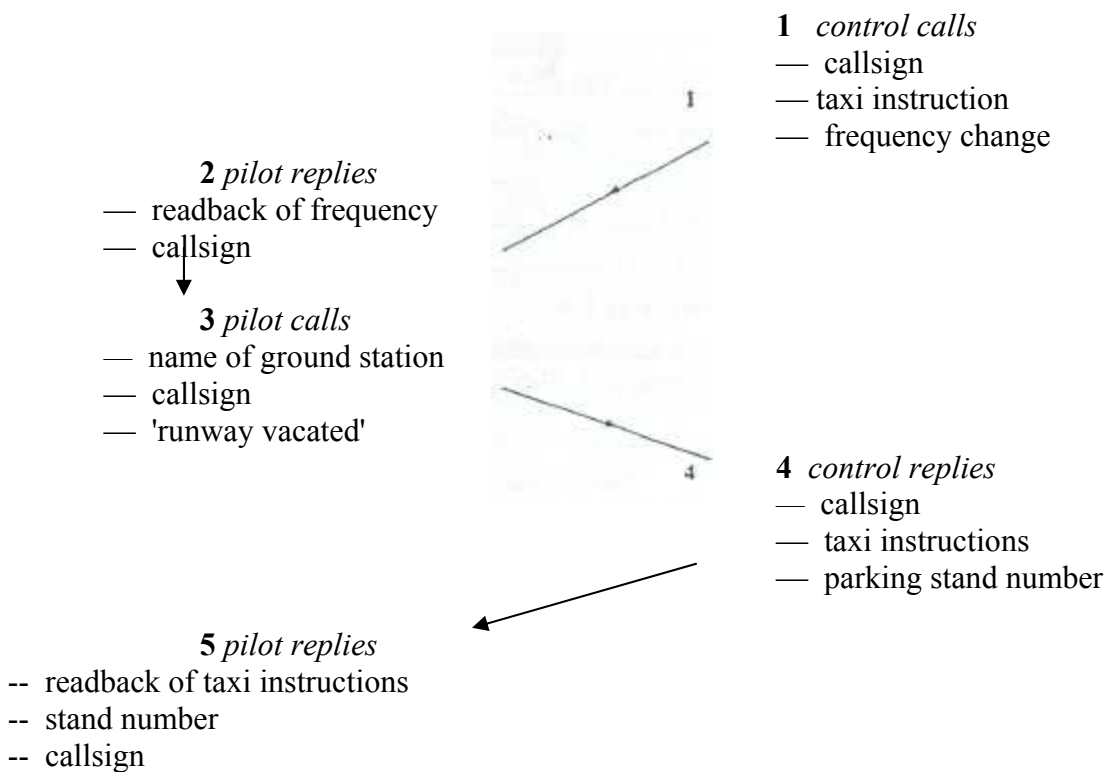 1 control calls
— callsign
— taxi instruction
— frequency change
1
2 pilot replies
— readback of frequency
— callsign
3 pilot calls
— name of ground station
— callsign
— 'runway vacated'
4
4 control replies
— callsign
— taxi instructions
— parking stand number
5 pilot replies
-- readback of taxi instructions
-- stand number
-- callsign